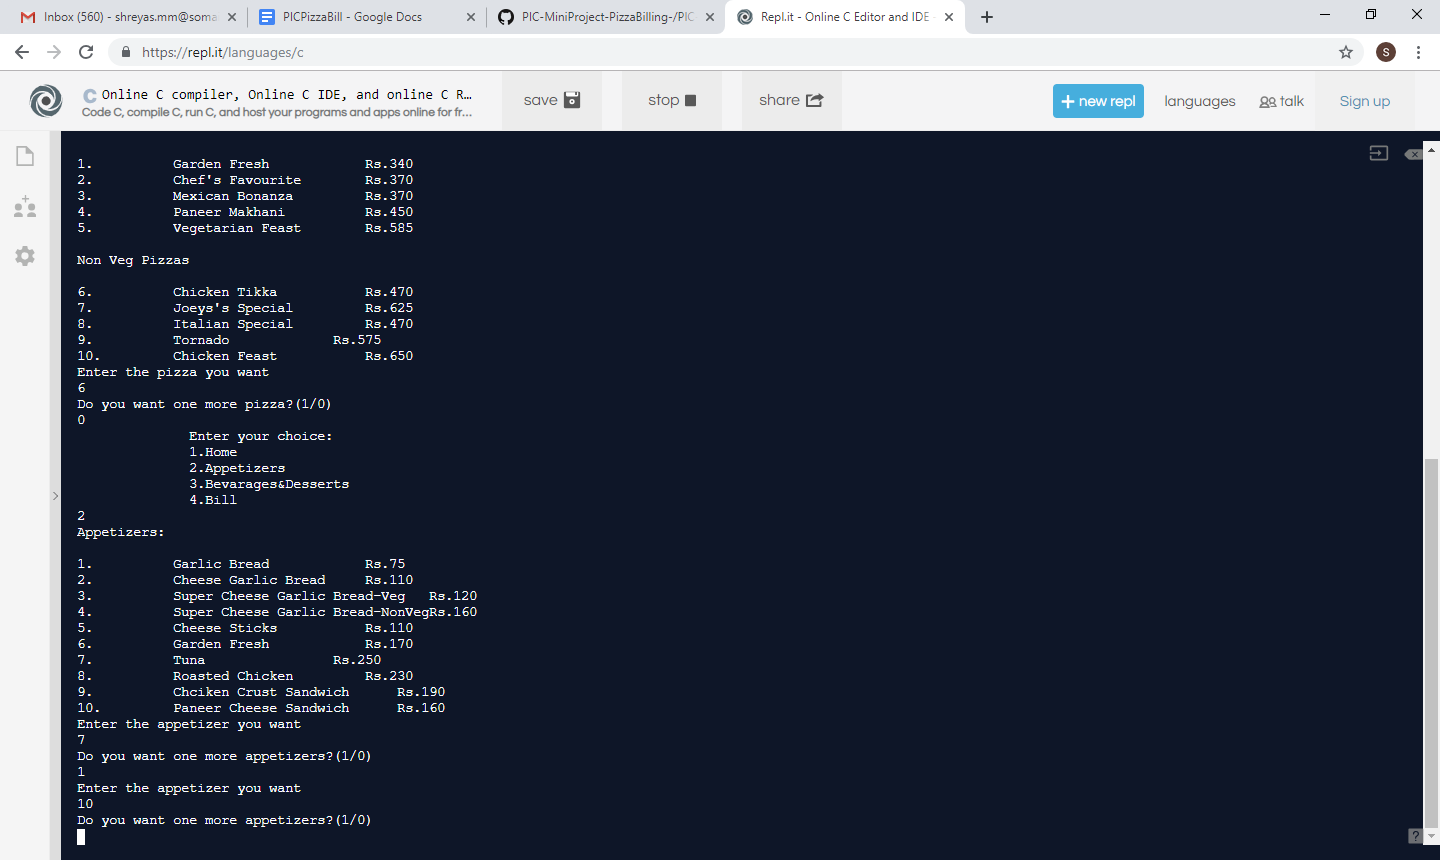 Inbox (560) - shreyas.mm@soma
PICPizzaBill - Google Docs
PIC-MiniProject-PizzaBilling-/PIC
Repl.it - Online C Editor and IDE
https://repl.it/languages/c
S
C Online C compiler, Online C IDE, and online C R...
Code C, compile C, run C, and host your programs and apps online for fr...
save
stop
share
+ new repl
languages
talk
Sign up
1. Garden Fresh Rs.340
2. Chef's Favourite Rs.370
3. Mexican Bonanza Rs.370
4. Paneer Makhani Rs.450
5. Vegetarian Feast Rs.585
Non Veg Pizzas
6. Chicken Tikka Rs.470
7. Joeys's Special Rs.625
8. Italian Special Rs.470
9. Tornado Rs.575
10. Chicken Feast Rs.650
Enter the pizza you want
6
Do you want one more pizza?(1/0)
0
Enter your choice:
1.Home
2.Appetizers
3.Bevarages&Desserts
4.Bill
2
Appetizers:
1. Garlic Bread Rs.75
2. Cheese Garlic Bread Rs.110
3. Super Cheese Garlic Bread-Veg Rs.120
4. Super Cheese Garlic Bread-NonVegRs.160
5. Cheese Sticks Rs.110
6. Garden Fresh Rs.170
7. Tuna Rs.250
8. Roasted Chicken Rs.230
9. Chciken Crust Sandwich Rs.190
10. Paneer Cheese Sandwich Rs.160
Enter the appetizer you want
7
Do you want one more appetizers?(1/0)
1
Enter the appetizer you want
10
Do you want one more appetizers?(1/0)
?